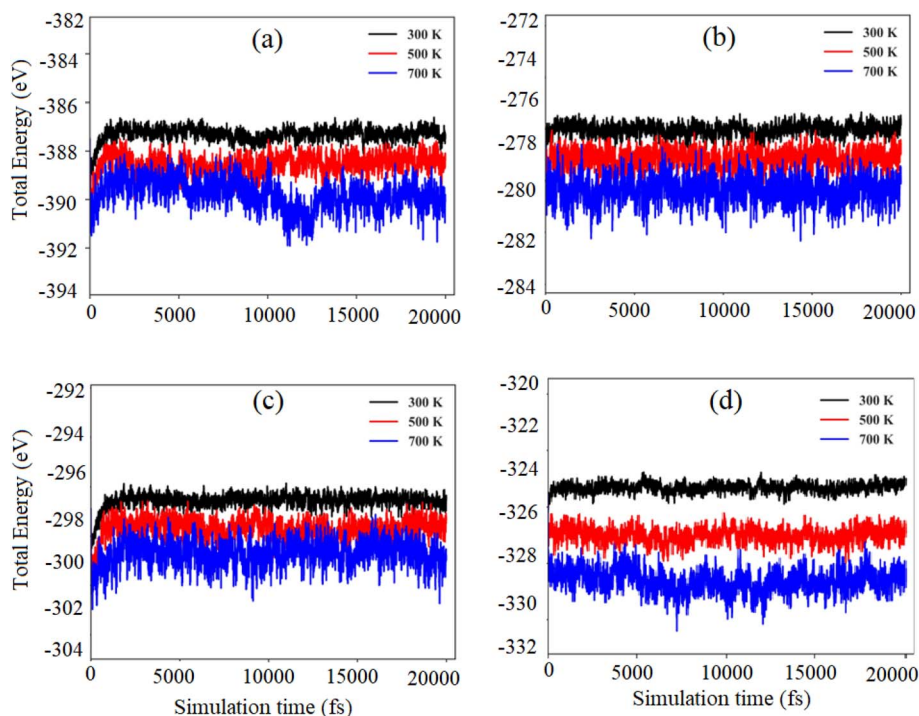 (a)
Total Energy (eV)
-382
-384
-386
-388
-390
-392
-394
300 K
500 K
700 K
0 5000 10000 15000 20000
(b)
-272
-274
-276
-278
-280
-282
-284
300 K
500 K
700 K
0 5000 10000 15000 20000
(c)
Total Energy (eV)
-292
-294
-296
-298
-300
-302
-304
300 K
500 K
700 K
0 5000 10000 15000 20000
Simulation time (fs)
(d)
-320
-322
-324
-326
-328
-330
-332
300 K
500 K
700 K
0 5000 10000 15000 20000
Simulation time (fs)